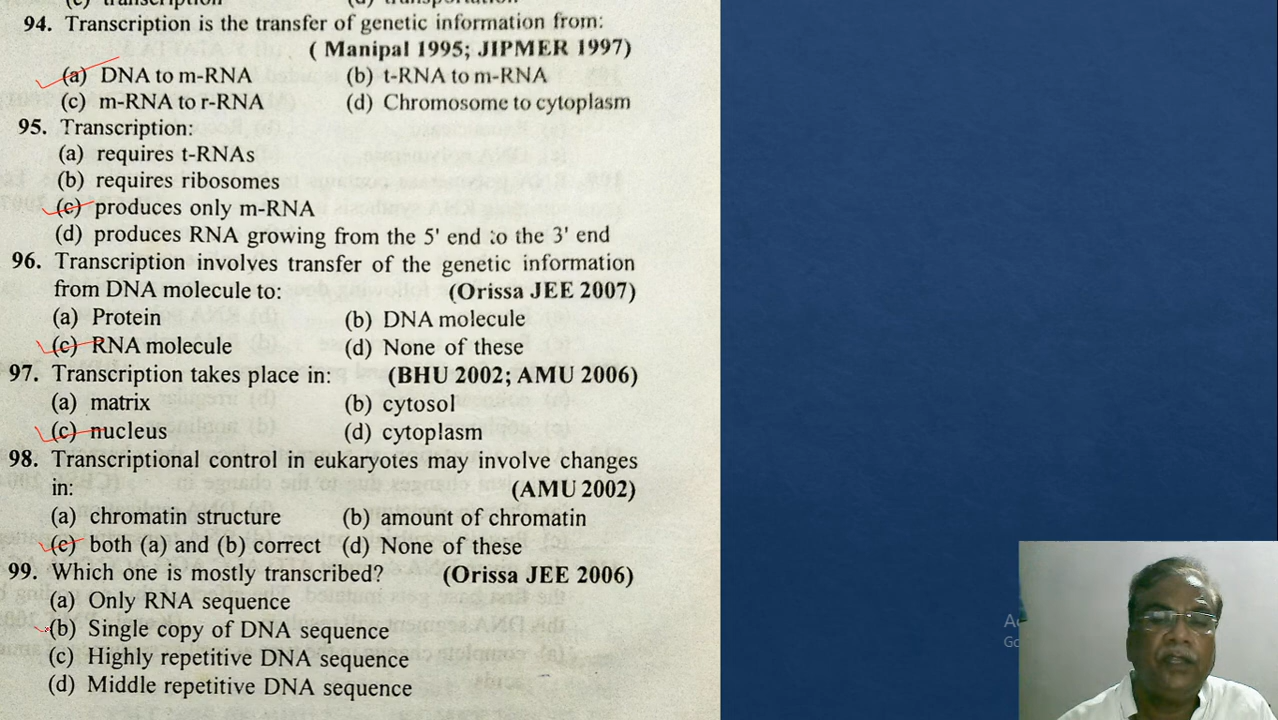 (c) transcription (d) transportation
94. Transcription is the transfer of genetic information from:
( Manipal 1995; JIPMER 1997)
(a) DNA to m-RNA (b) t-RNA to m-RNA
(c) m-RNA to r-RNA (d) Chromosome to cytoplasm
95. Transcription:
(a) requires t-RNAs
(b) requires ribosomes
(c) produces only m-RNA
(d) produces RNA growing from the 5' end to the 3' end
96. Transcription involves transfer of the genetic information
from DNA molecule to: (Orissa JEE 2007)
(a) Protein (b) DNA molecule
(c) RNA molecule (d) None of these
97. Transcription takes place in: (BHU 2002; AMU 2006)
(a) matrix (b) cytosol
(c) nucleus (d) cytoplasm
98. Transcriptional control in eukaryotes may involve changes
in: (AMU 2002)
(a) chromatin structure (b) amount of chromatin
(c) both (a) and (b) correct (d) None of these
99. Which one is mostly transcribed? (Orissa JEE 2006)
(a) Only RNA sequence
(b) Single copy of DNA sequence
(c) Highly repetitive DNA sequence
(d) Middle repetitive DNA sequence